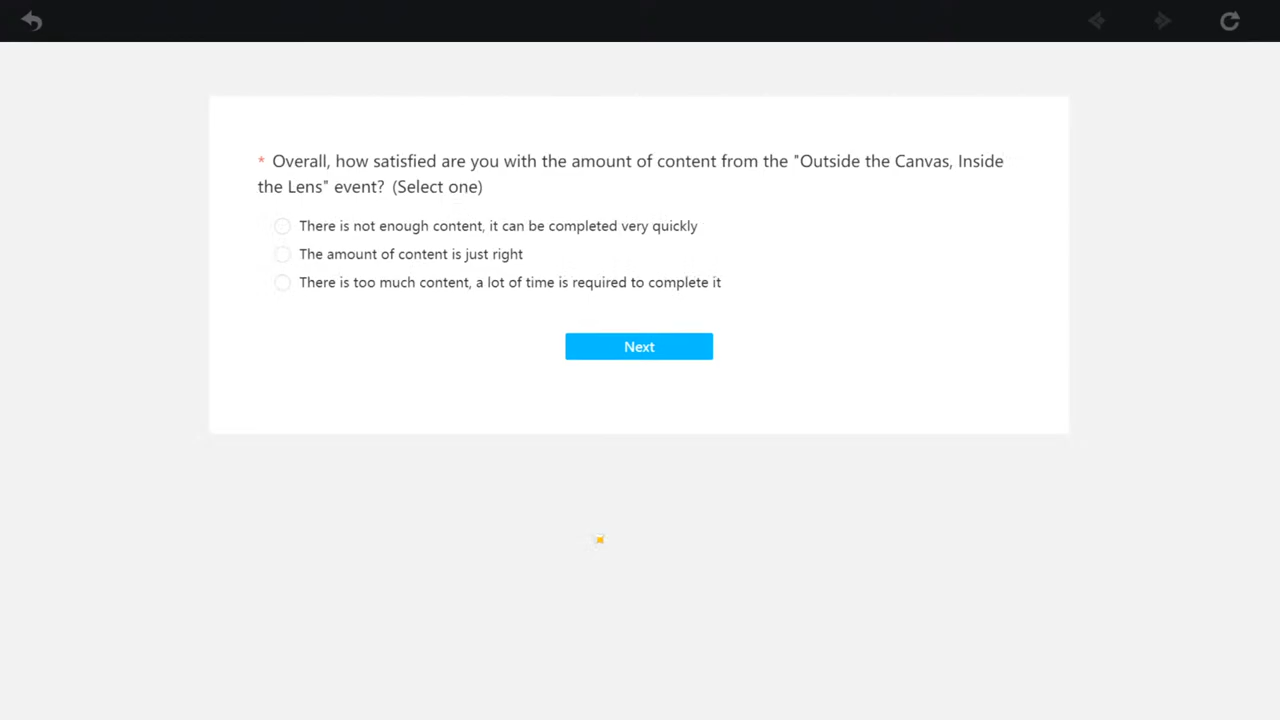 * Overall, how satisfied are you with the amount of content from the "Outside the Canvas, Inside
the Lens" event? (Select one)
There is not enough content, it can be completed very quickly
The amount of content is just right
There is too much content, a lot of time is required to complete it
Next